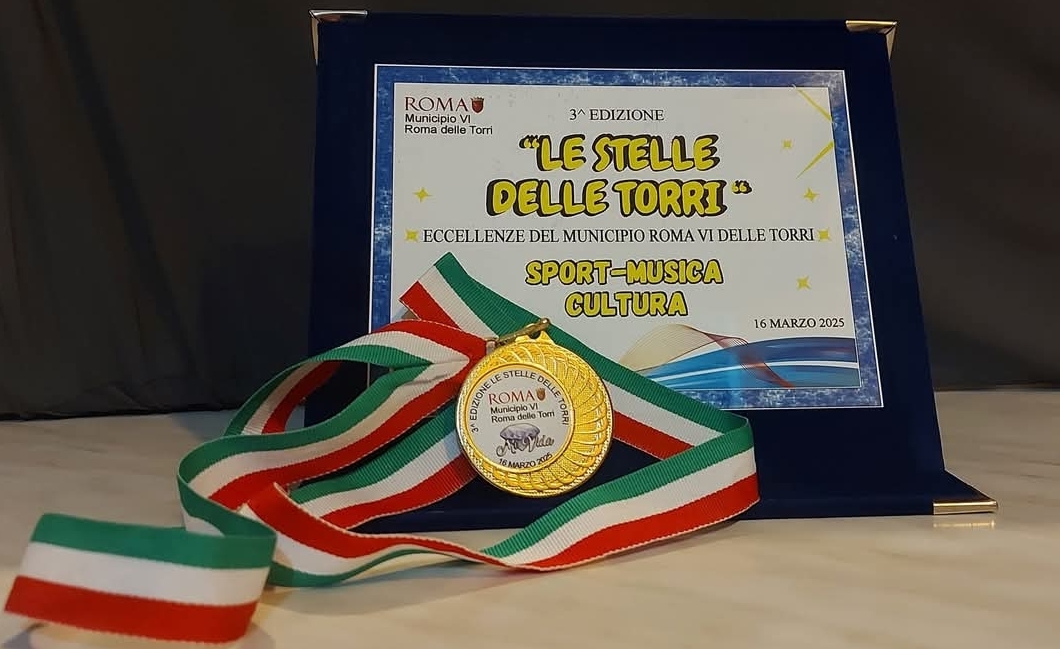 ROMA
Municipio VI
Roma delle Torri
3^ EDIZIONE
“LE STELLE
DELLE TORRI“
ECCELLENZE DEL MUNICIPIO ROMA VI DELLE TORRI
SPORT-MUSICA
CULTURA
16 MARZO 2025
3^ EDIZIONE LE STELLE DELLE TORRI
ROMA
Municipio VI
Roma delle Torri
16 MARZO 2025